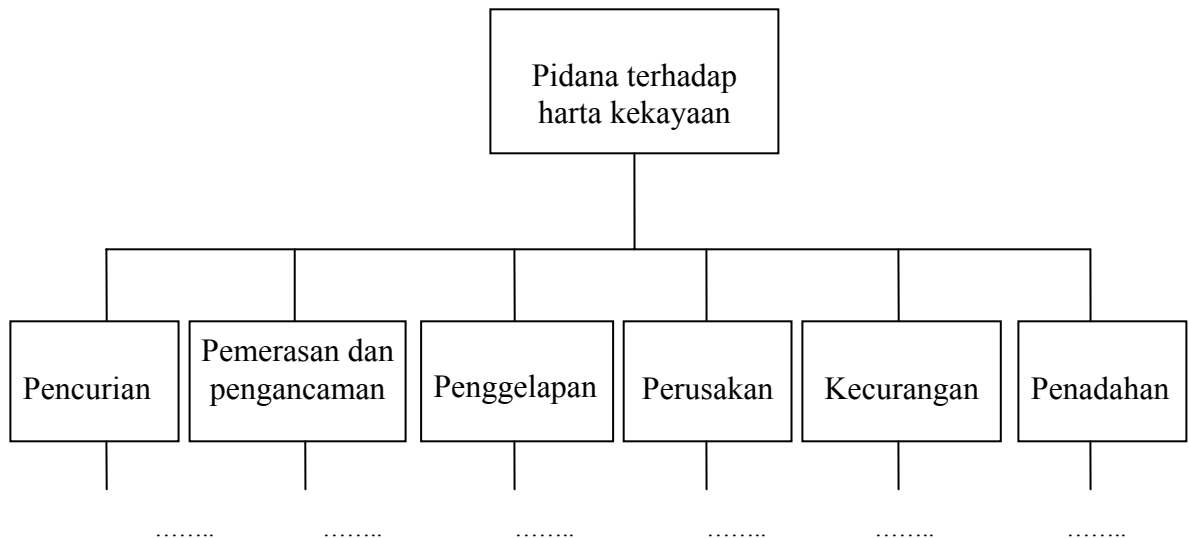 Pidana terhadap
harta kekayaan
Pencurian
Pemerasan dan
pengancaman
Penggelapan
Perusakan
Kecurangan
Penadahan
…….. …….. …….. …….. …….. ……..